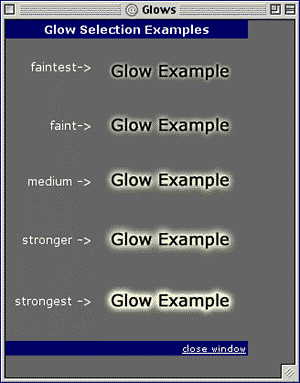 @ Glows
Glow Selection Examples
faintest-> Glow Example
faint-> Glow Example
medium -> Glow Example
stronger -> Glow Example
strongest -> Glow Example
close window